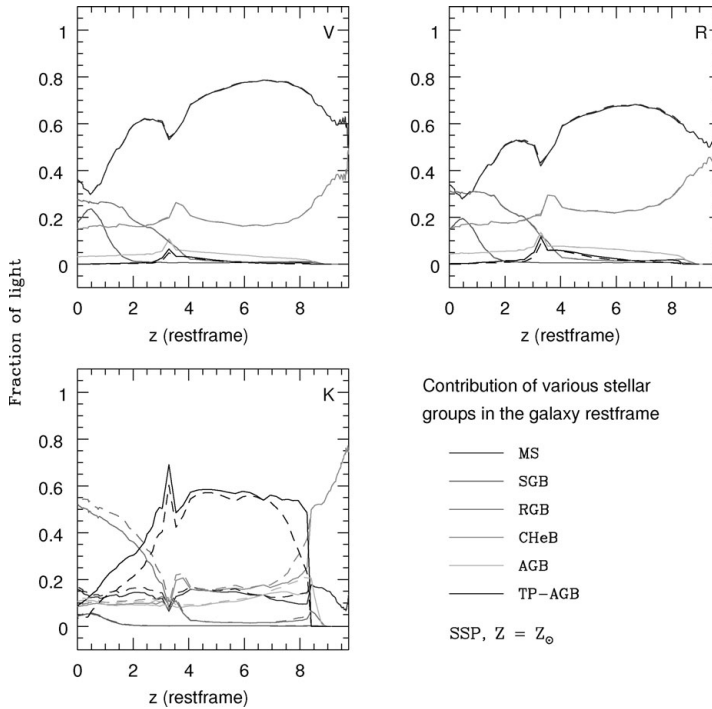 V
1
0.8
0.6
0.4
0.2
0
0 2 4 6 8
z (restframe)
R
1
0.8
0.6
0.4
0.2
0
0 2 4 6 8
z (restframe)
Fraction of light
K
1
0.8
0.6
0.4
0.2
0
0 2 4 6 8
z (restframe)
Contribution of various stellar
groups in the galaxy restframe
MS
SGB
RGB
CHeB
AGB
TP-AGB
SSP, Z = Z⊙